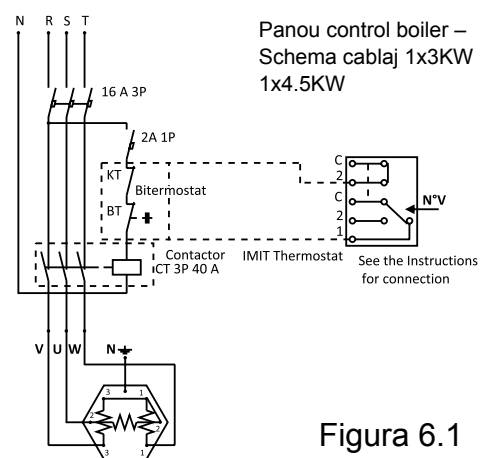 N R S T
Panou control boiler –
Schema cablaj 1x3KW
1x4.5KW
16 A 3P
2A 1P
KT
Bitermostat
BT
C
2
C
2
1
N°V
Contactor
ICT 3P 40 A
IMIT Thermostat
See the Instructions
for connection
V U W N
3 1
2 2
3 1
Figura 6.1